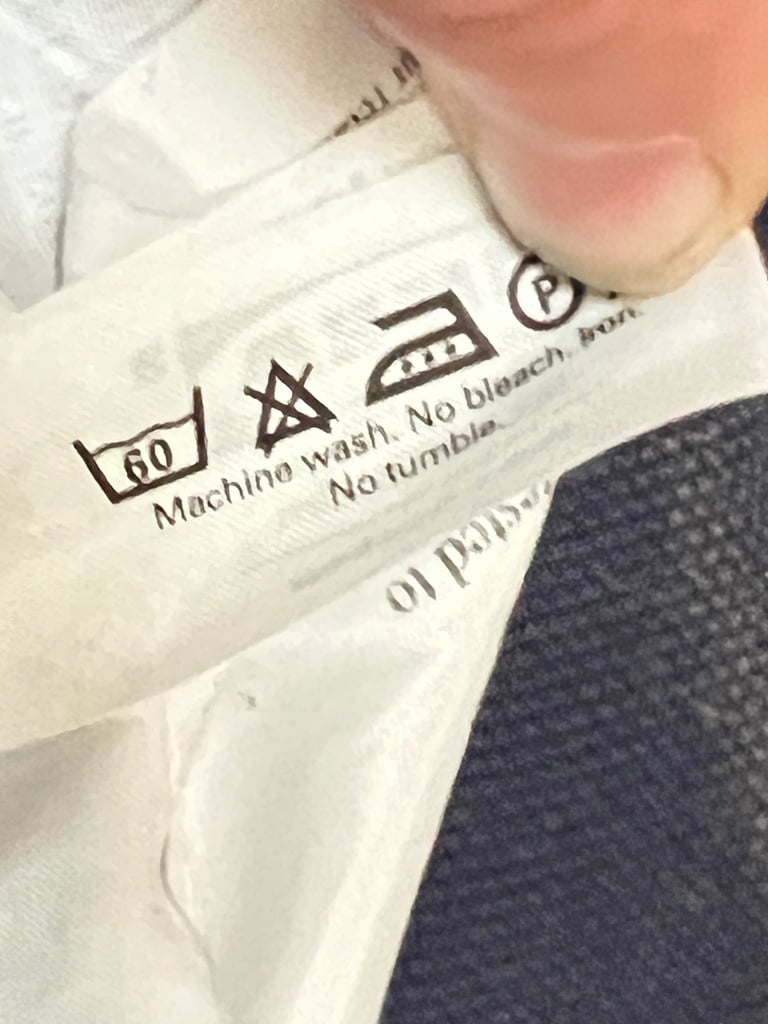 60
P
Machine wash. No bleach. Iron.
No tumble.